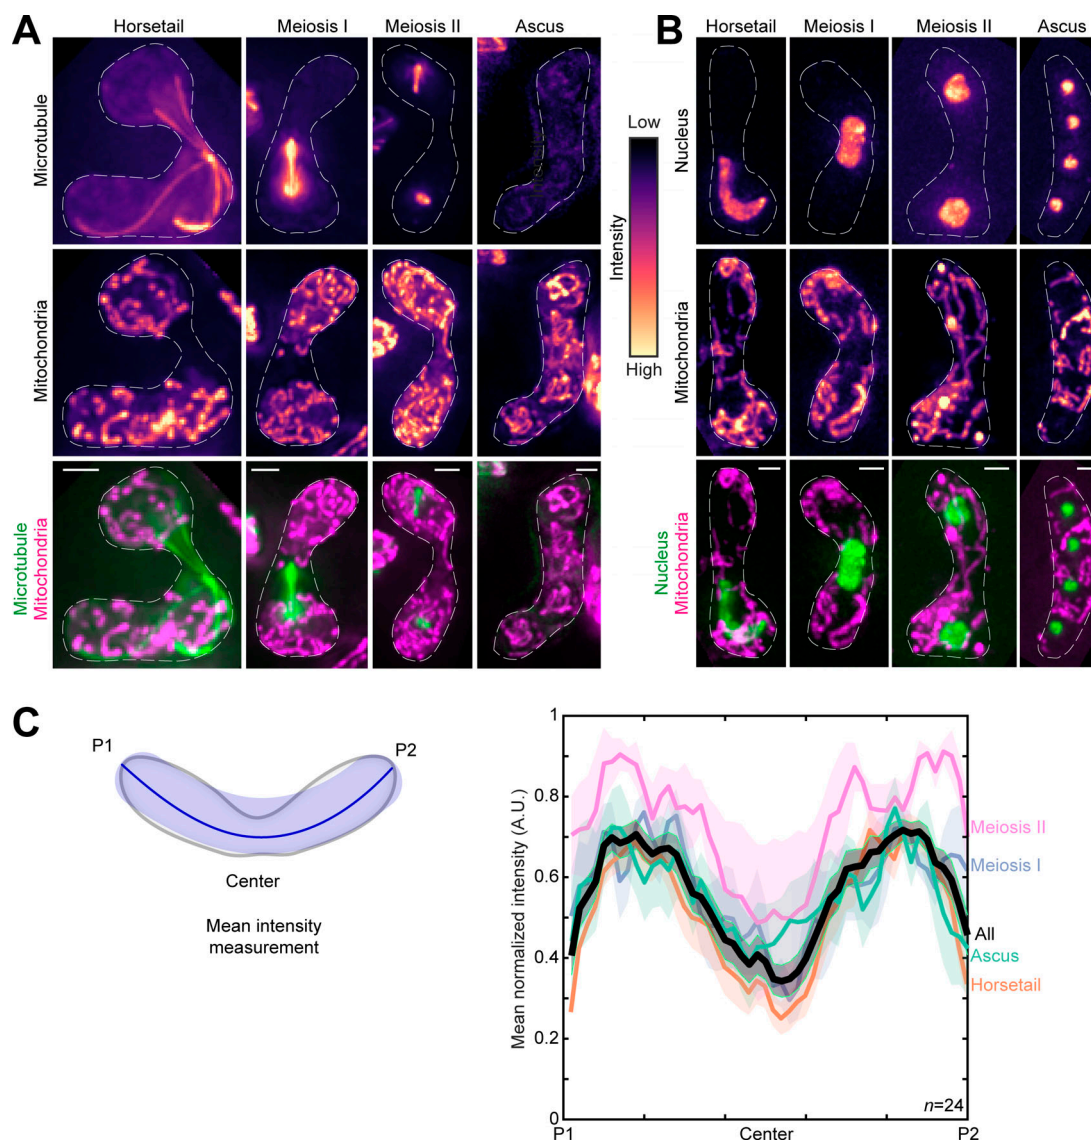 A
Horsetail
Meiosis I
Meiosis II
Ascus
Microtubule
Mitochondria
Microtubule
Mitochondria
Low
Intensity
High
B
Horsetail
Meiosis I
Meiosis II
Ascus
Nucleus
Mitochondria
Nucleus
Mitochondria
C
P1
P2
Center
Mean intensity
measurement
Mean normalized intensity (A.U.)
1
0.8
0.6
0.4
0.2
0
P1
Center
P2
Meiosis II
Meiosis I
All
Ascus
Horsetail
n=24